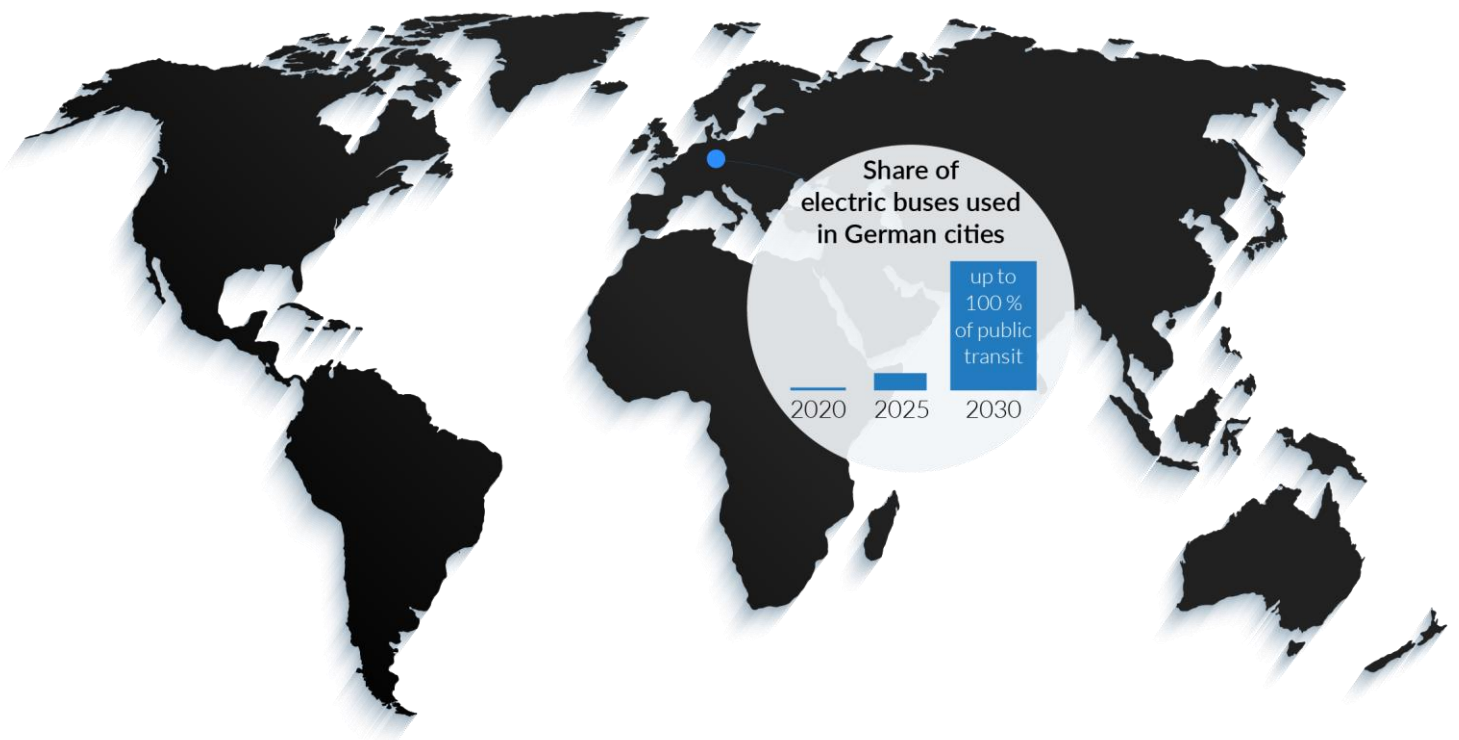 Share of
electric buses used
in German cities
up to
100 %
of public
transit
2020 2025 2030